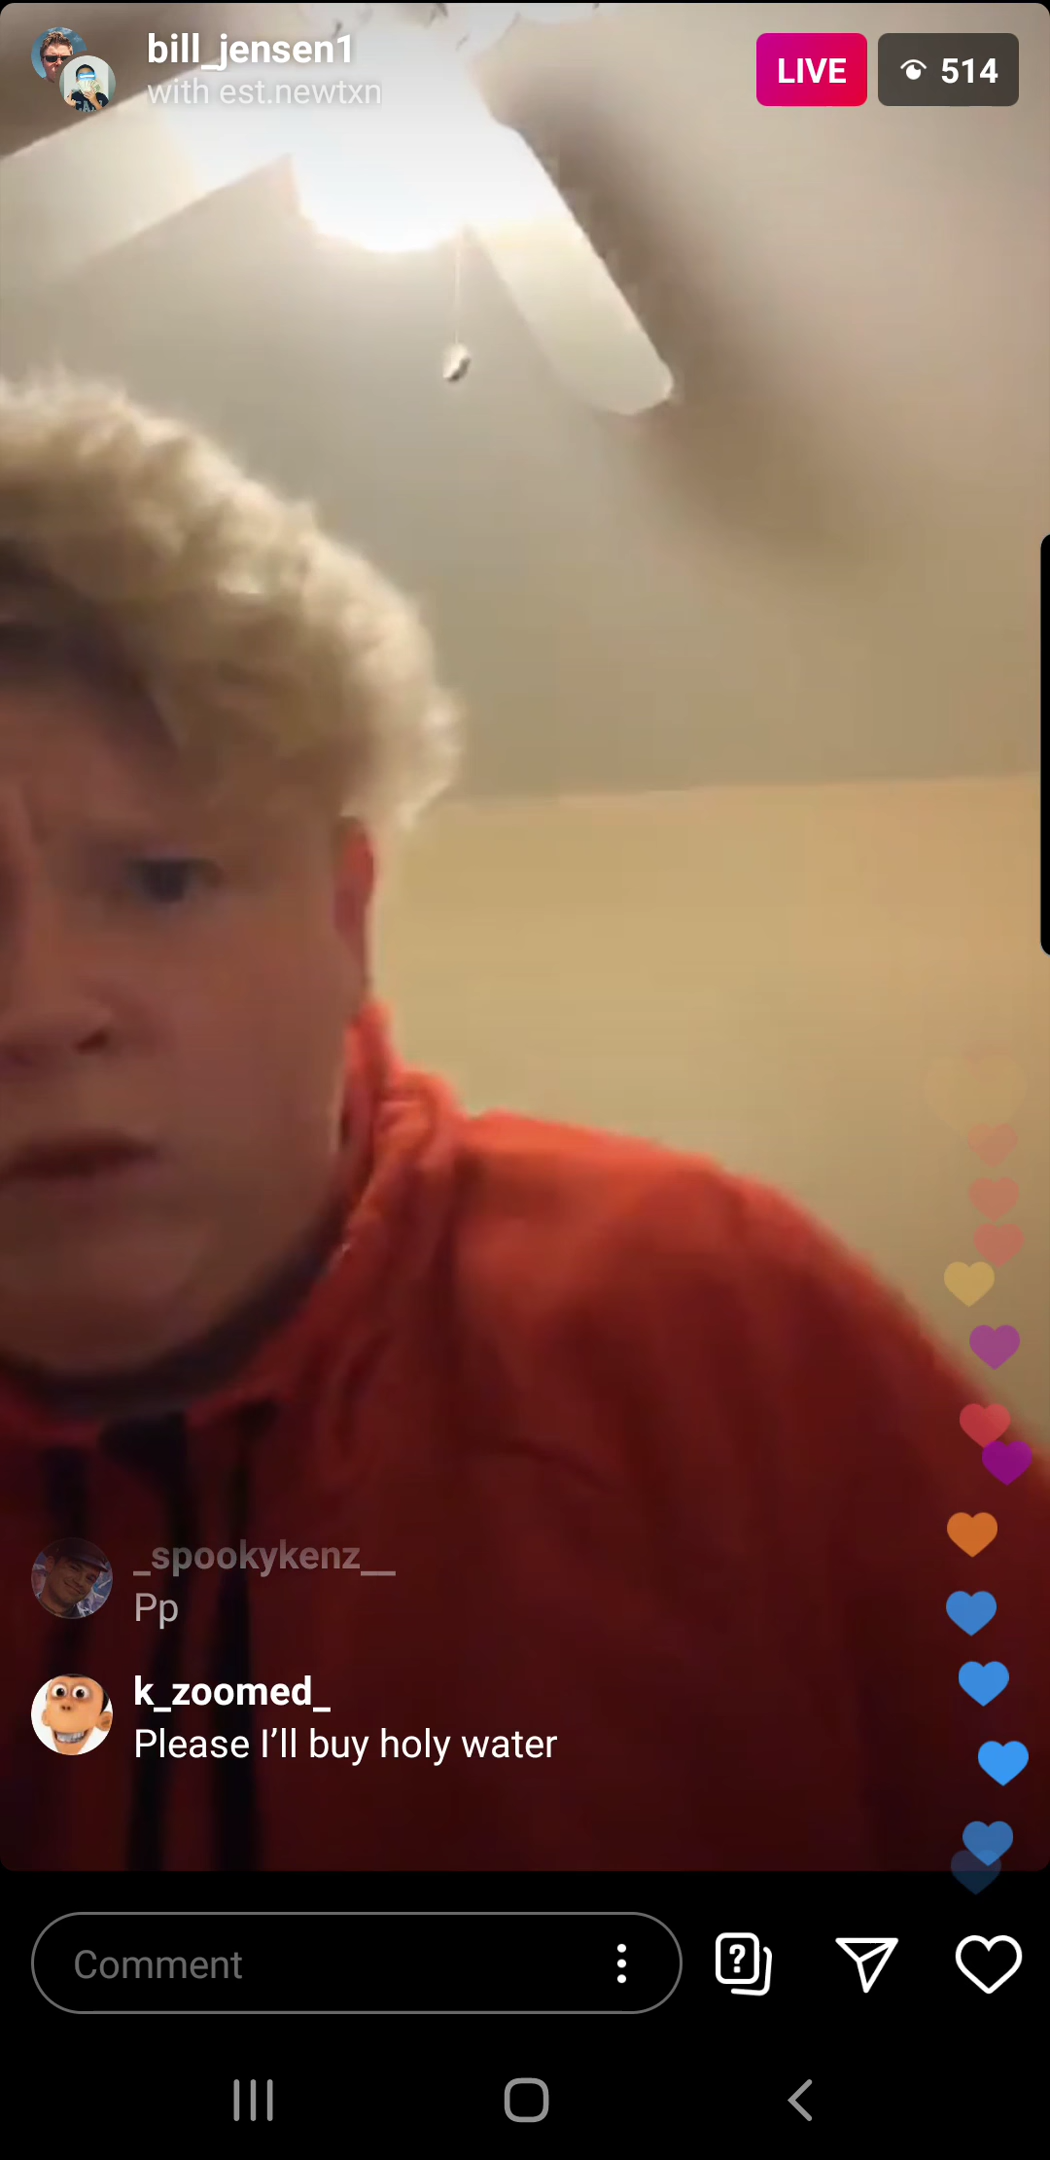 bill_jensen1
with est.newtxn
LIVE
514
_spookykenz__
Pp
k_zoomed_
Please I’ll buy holy water
Comment